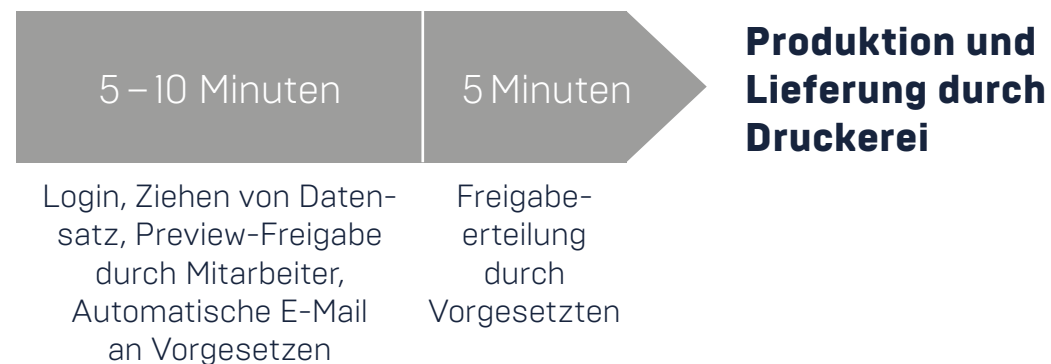 5–10 Minuten
5 Minuten
Produktion und
Lieferung durch
Druckerei
Login, Ziehen von Daten-
satz, Preview-Freigabe
durch Mitarbeiter,
Automatische E-Mail
an Vorgesetzen
Freigabe-
erteilung
durch
Vorgesetzten